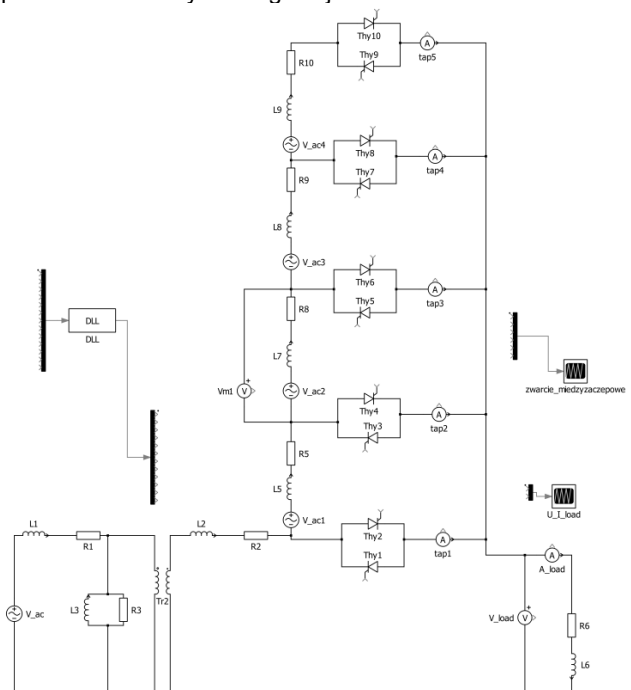 Thy10
Thy9
A
tap5
R10
L9
V_ac4
Thy8
Thy7
A
tap4
R9
L8
V_ac3
Thy6
Thy5
A
tap3
R8
DLL
DLL
L7
Vm1
V
V_ac2
zwarcie_miedzyzaczepowe
Thy4
Thy3
A
tap2
R5
L5
U_I_load
V_ac1
Thy2
Thy1
A
tap1
L1
R1
L2
R2
A
A_load
V_ac
L3
R3
Tr2
V_load
V
R6
L6